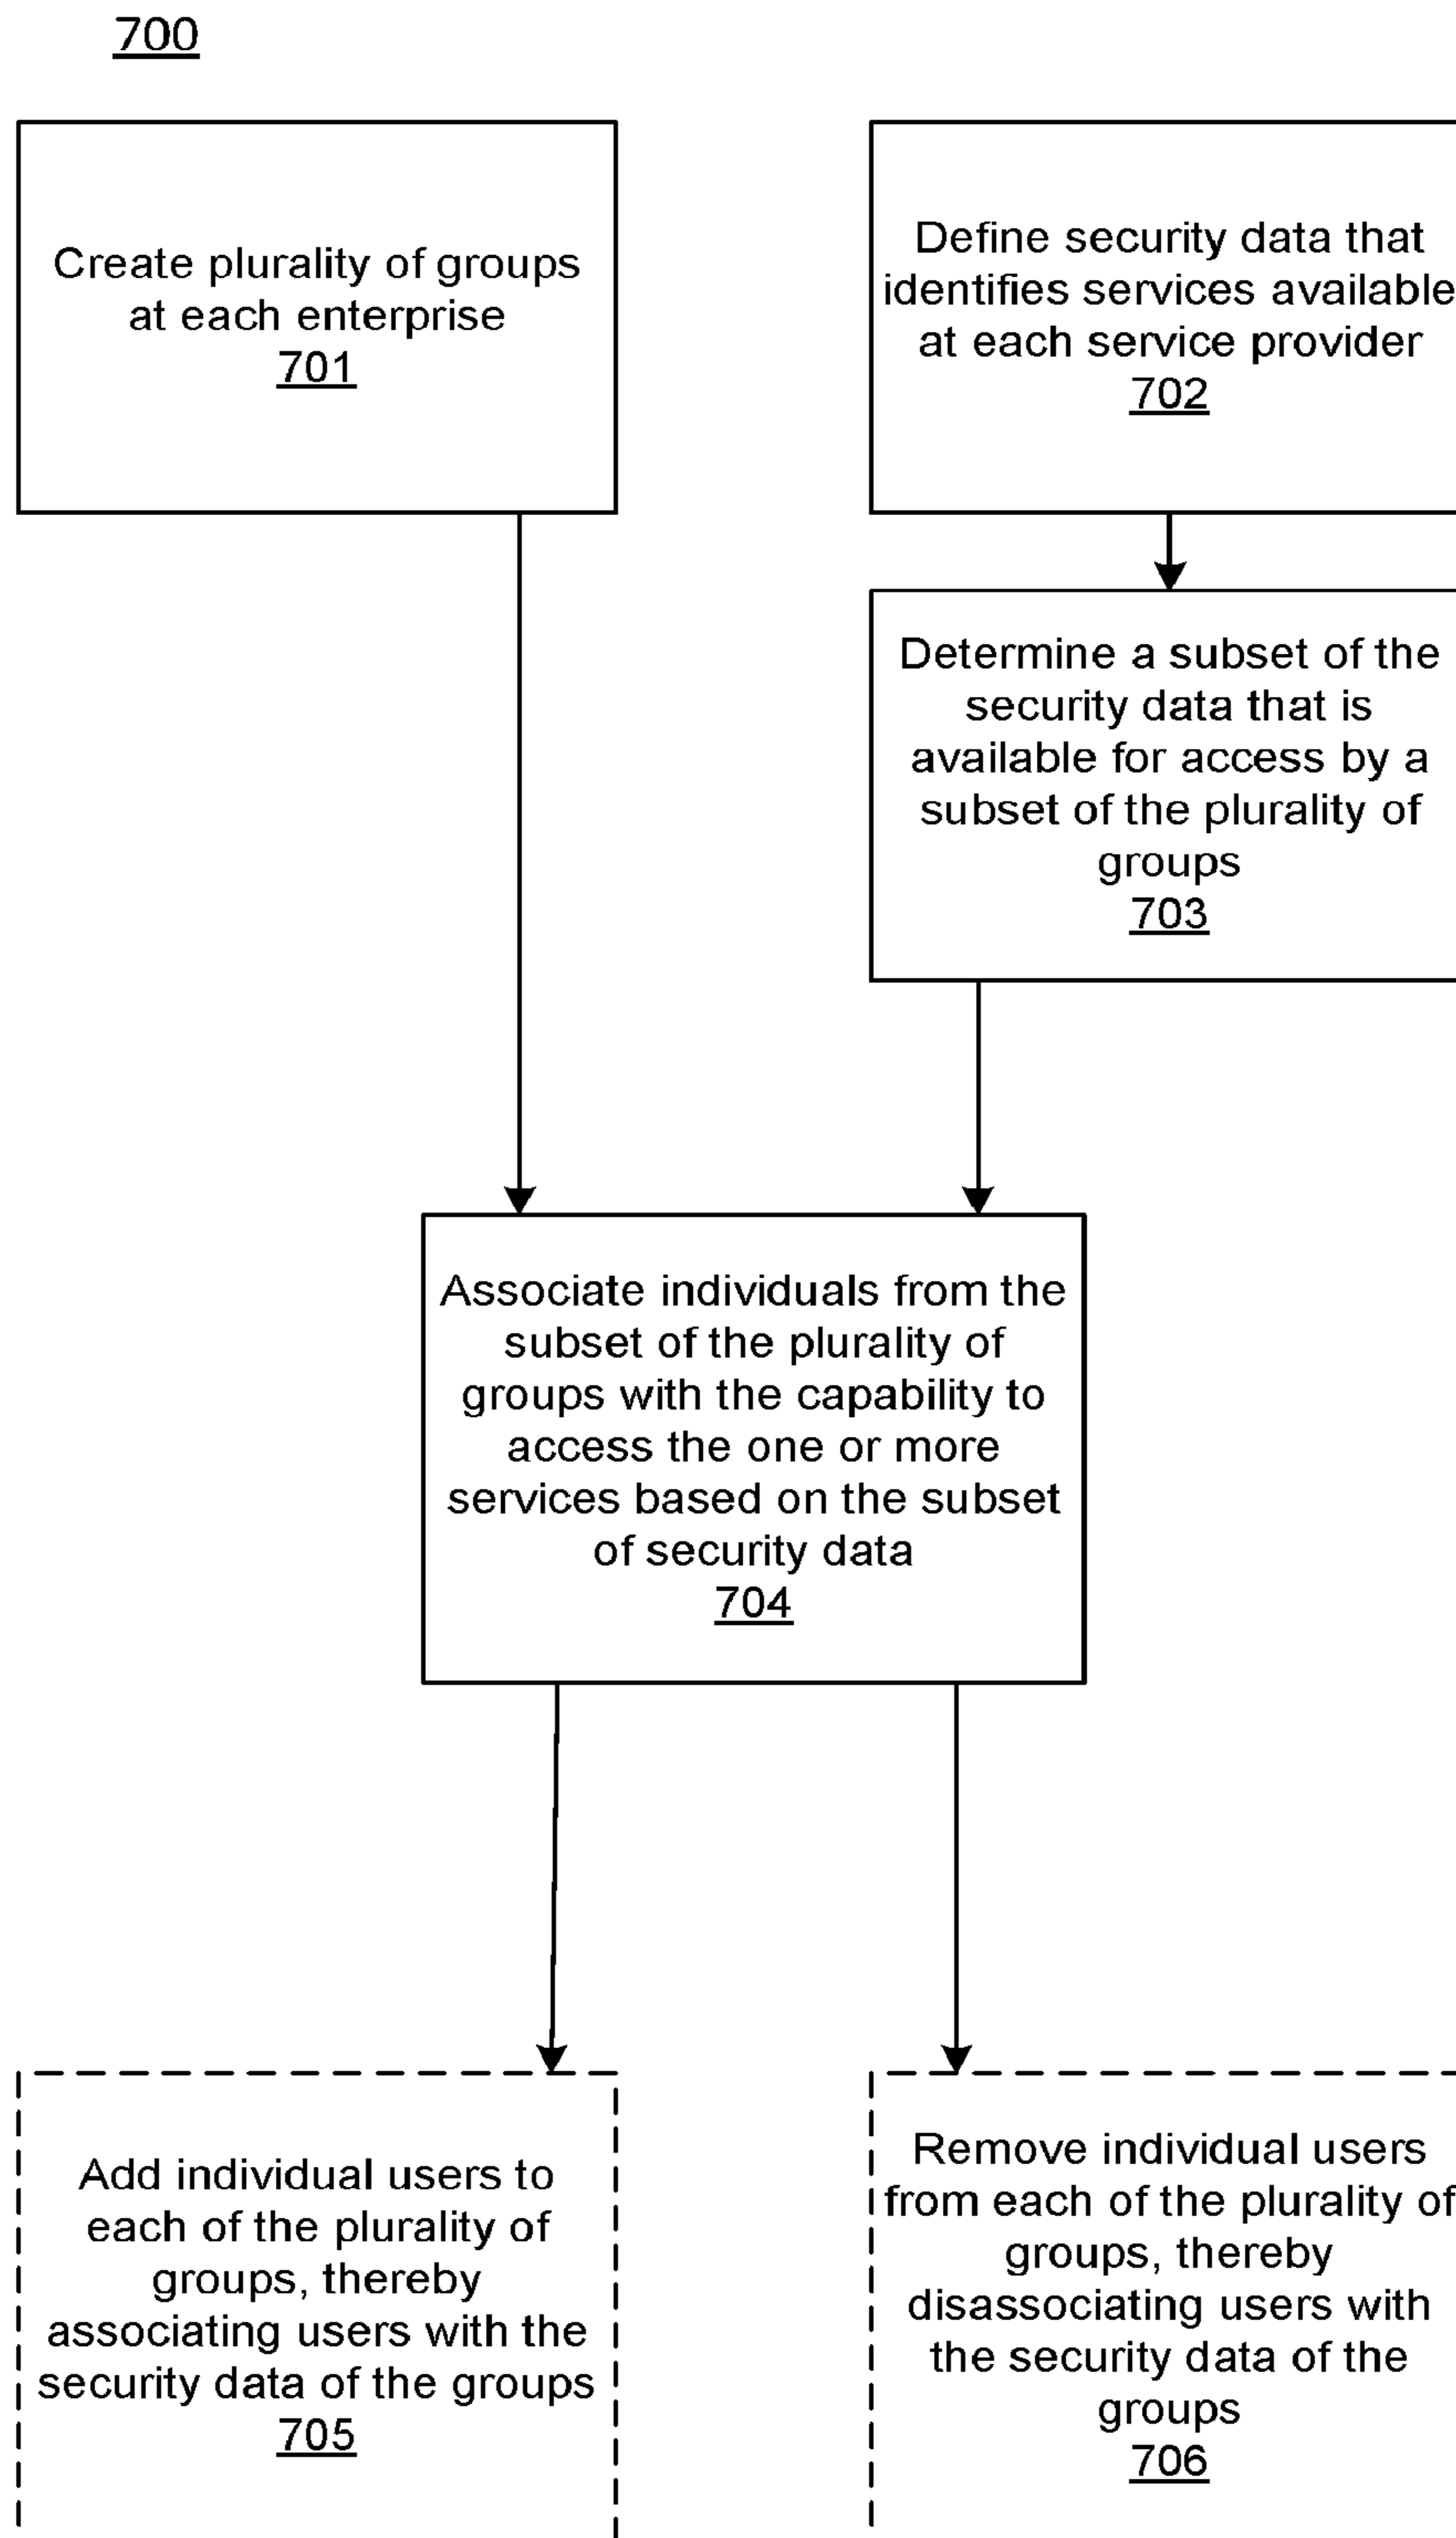 700
Create plurality of groups
at each enterprise
701
Define security data that
identifies services available
at each service provider
702
Determine a subset of the
security data that is
available for access by a
subset of the plurality of
groups
703
Associate individuals from the
subset of the plurality of
groups with the capability to
access the one or more
services based on the subset
of security data
704
Add individual users to
each of the plurality of
groups, thereby
associating users with the
security data of the groups
705
Remove individual users
from each of the plurality of
groups, thereby
disassociating users with
the security data of the
groups
706